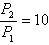 P₂/P₁ = 10